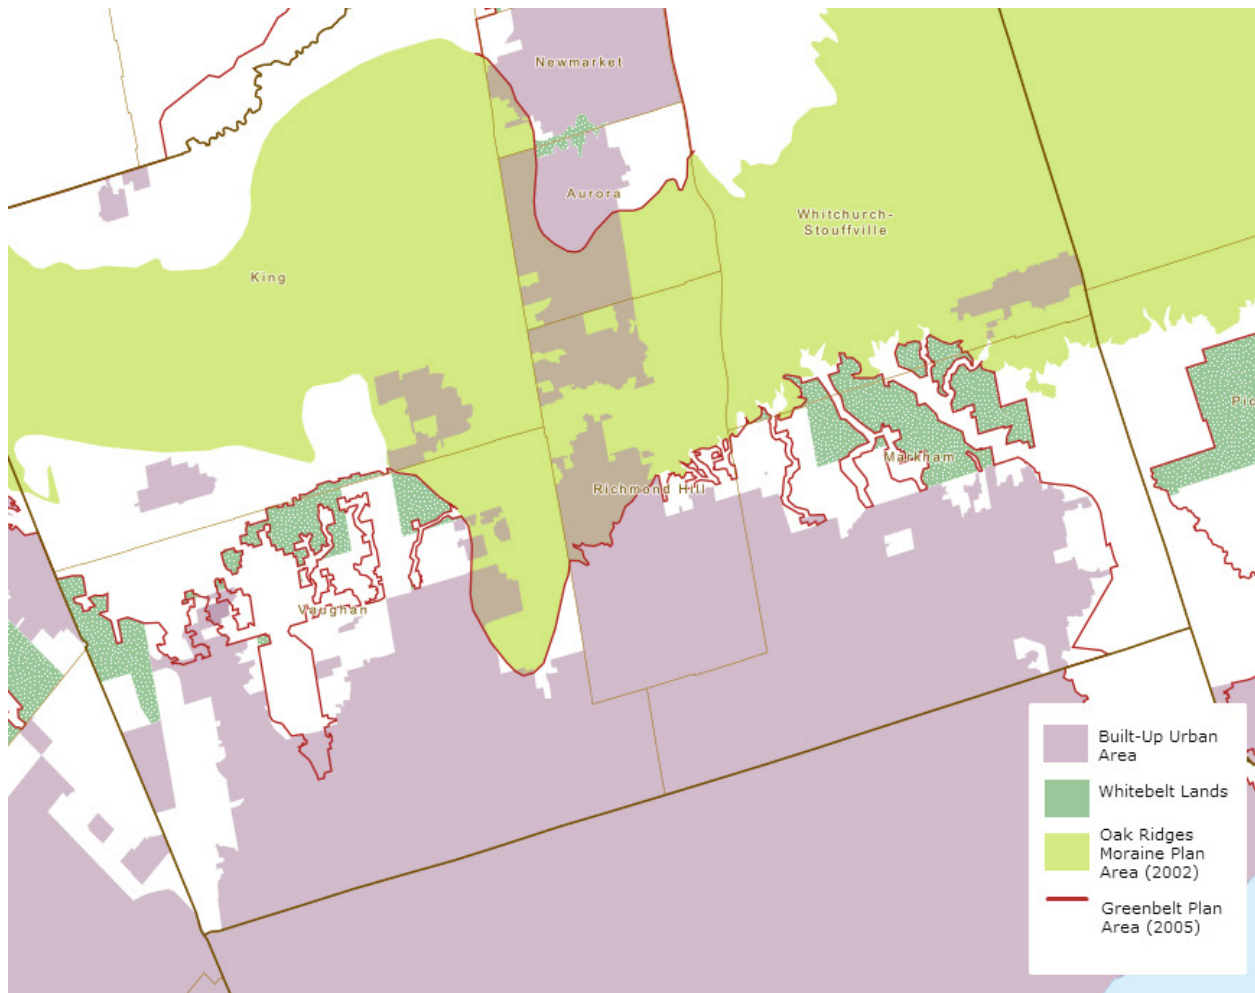 Newmarket
Aurora
Whitchurch-
Stouffville
King
Markham
Richmond Hill
Vaughan
Built-Up Urban
Area
Whitebelt Lands
Oak Ridges
Moraine Plan
Area (2002)
Greenbelt Plan
Area (2005)